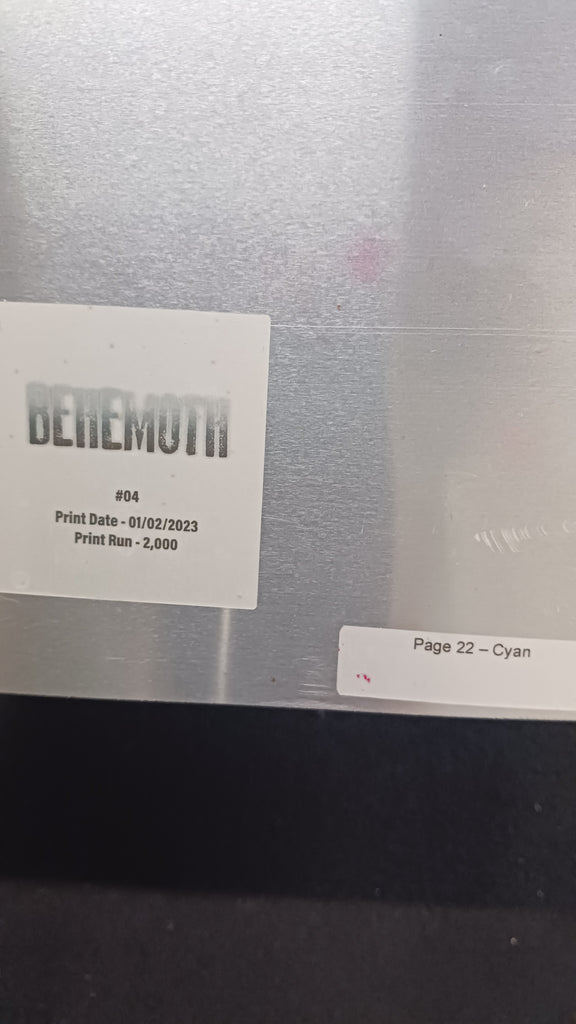 BEHEMOTH
#04
Print Date - 01/02/2023
Print Run - 2,000
Page 22 – Cyan